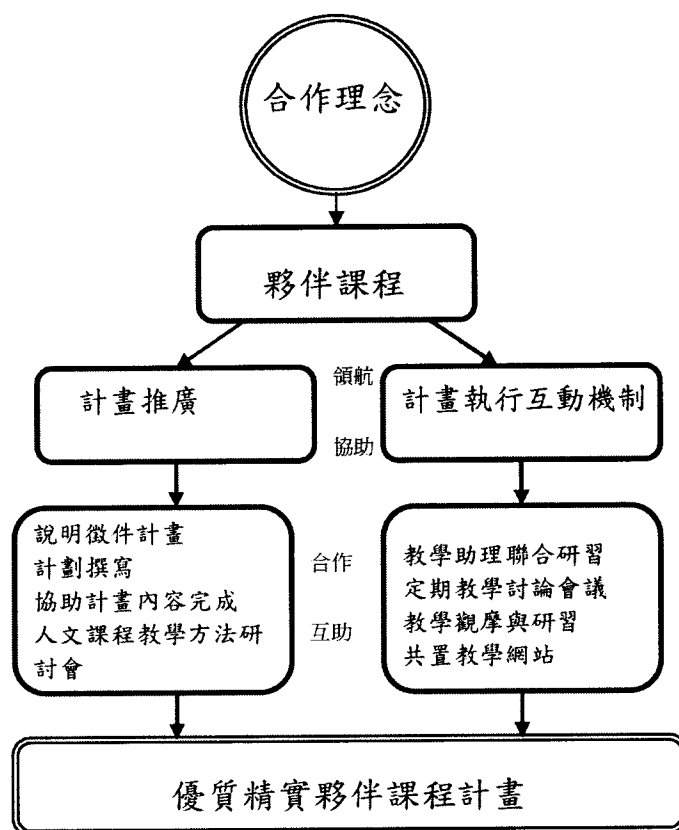 合作理念
夥伴課程
計畫推廣
領航
協助
計畫執行互動機制
說明徵件計畫
計劃撰寫
協助計畫內容完成
人文課程教學方法研
討會
合作
互助
教學助理聯合研習
定期教學討論會議
教學觀摩與研習
共置教學網站
優質精實夥伴課程計畫